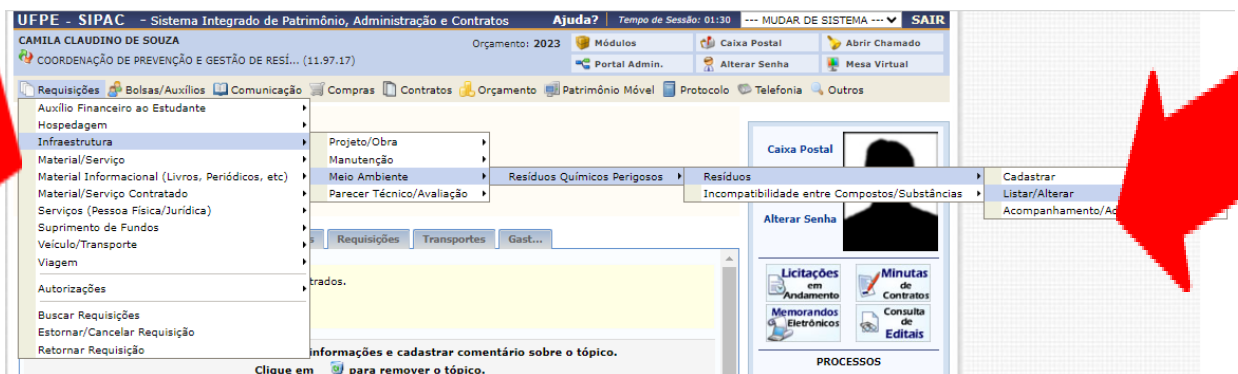 UFPE - SIPAC - Sistema Integrado de Patrimônio, Administração e Contratos Ajuda? Tempo de Sessão: 01:30 --- MUDAR DE SISTEMA --- SAIR
CAMILA CLAUDINO DE SOUZA Orçamento: 2023 Módulos Caixa Postal Abrir Chamado
COORDENAÇÃO DE PREVENÇÃO E GESTÃO DE RESÍ... (11.97.17) Portal Admin. Alterar Senha Mesa Virtual
Requisições Bolsas/Auxílios Comunicação Compras Contratos Orçamento Patrimônio Móvel Protocolo Telefonia Outros
Auxílio Financeiro ao Estudante
Hospedagem
Infraestrutura
Material/Serviço
Material Informacional (Livros, Periódicos, etc)
Material/Serviço Contratado
Serviços (Pessoa Física/Jurídica)
Suprimento de Fundos
Veículo/Transporte
Viagem
Autorizações
Buscar Requisições
Estornar/Cancelar Requisição
Retornar Requisição
Projeto/Obra
Manutenção
Meio Ambiente
Parecer Técnico/Avaliação
Resíduos Químicos Perigosos
Resíduos
Incompatibilidade entre Compostos/Substâncias
Cadastrar
Listar/Alterar
Acompanhamento/
Requisições Transportes Gast...
trados.
informações e cadastrar comentário sobre o tópico.
Clique em para remover o tópico.
Caixa Postal
Alterar Senha
Licitações em Andamento
Minutas de Contratos
Memorandos Eletrônicos
Consulta de Editais
PROCESSOS